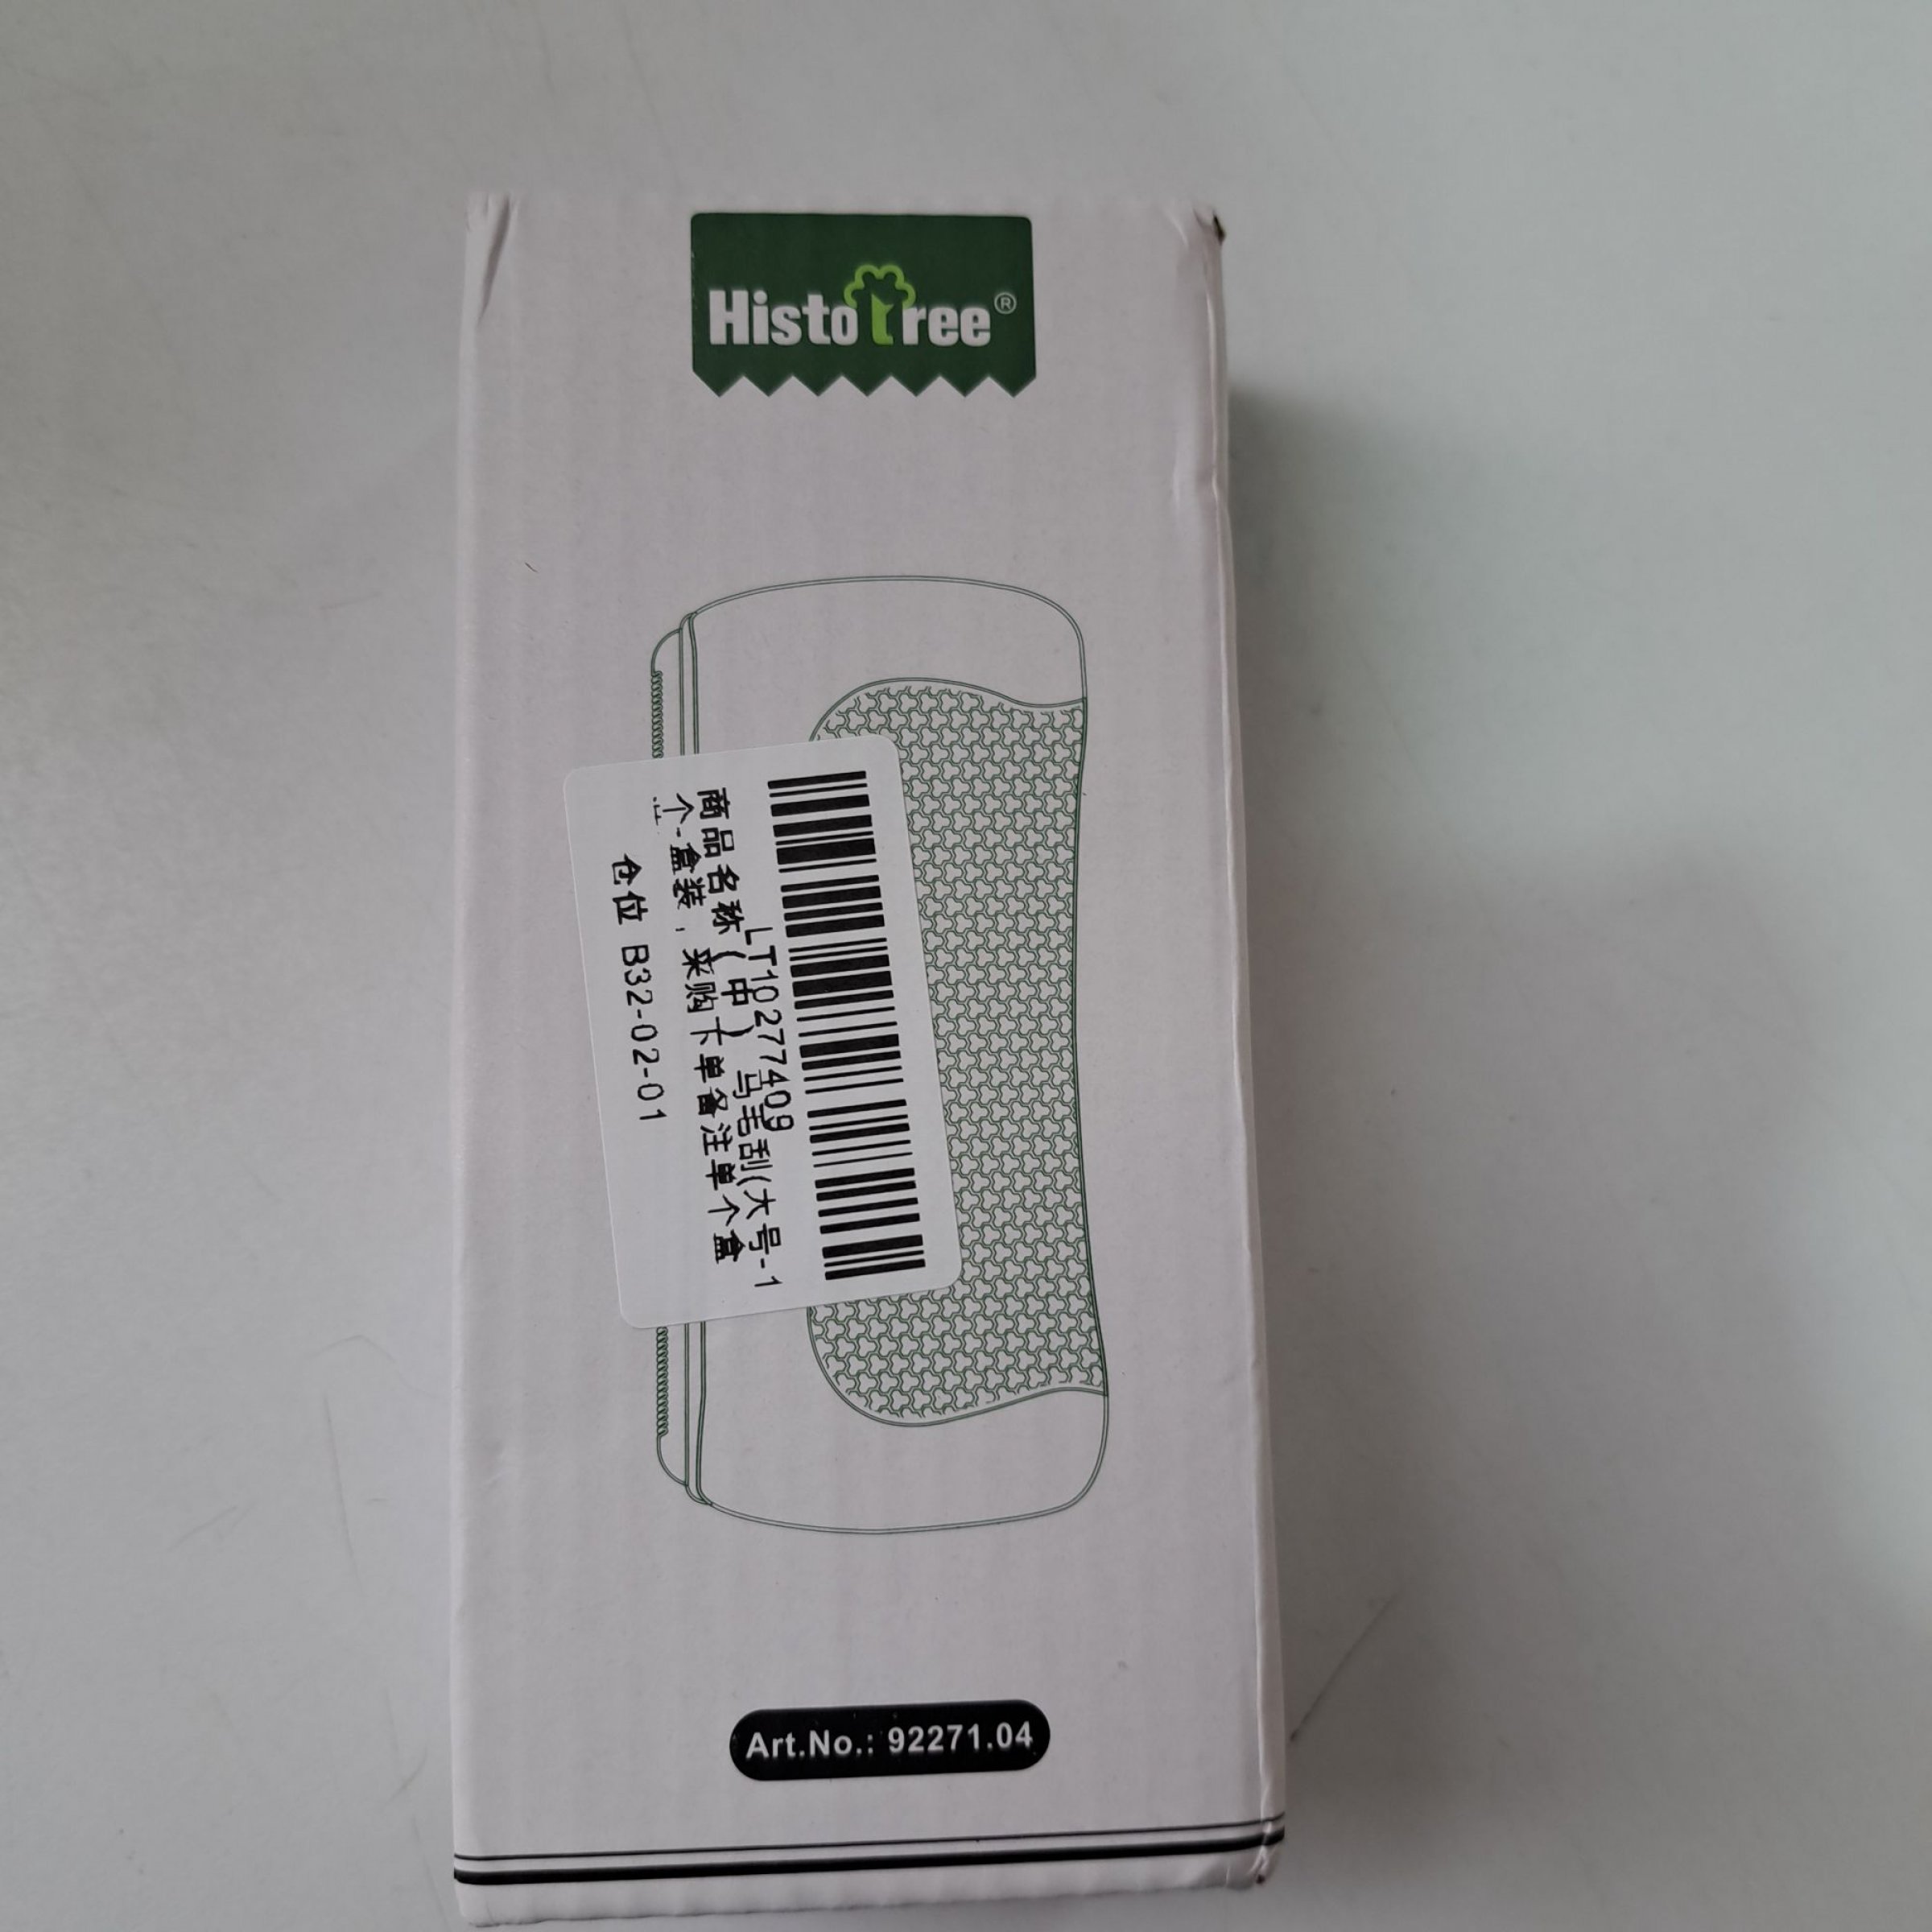 Histotree®
LT10277409
商品名称(中) 马毛刮(大号-1
个-盒装, 采购下单备注单个盒
仓位 B32-02-01
Art.No.: 92271.04